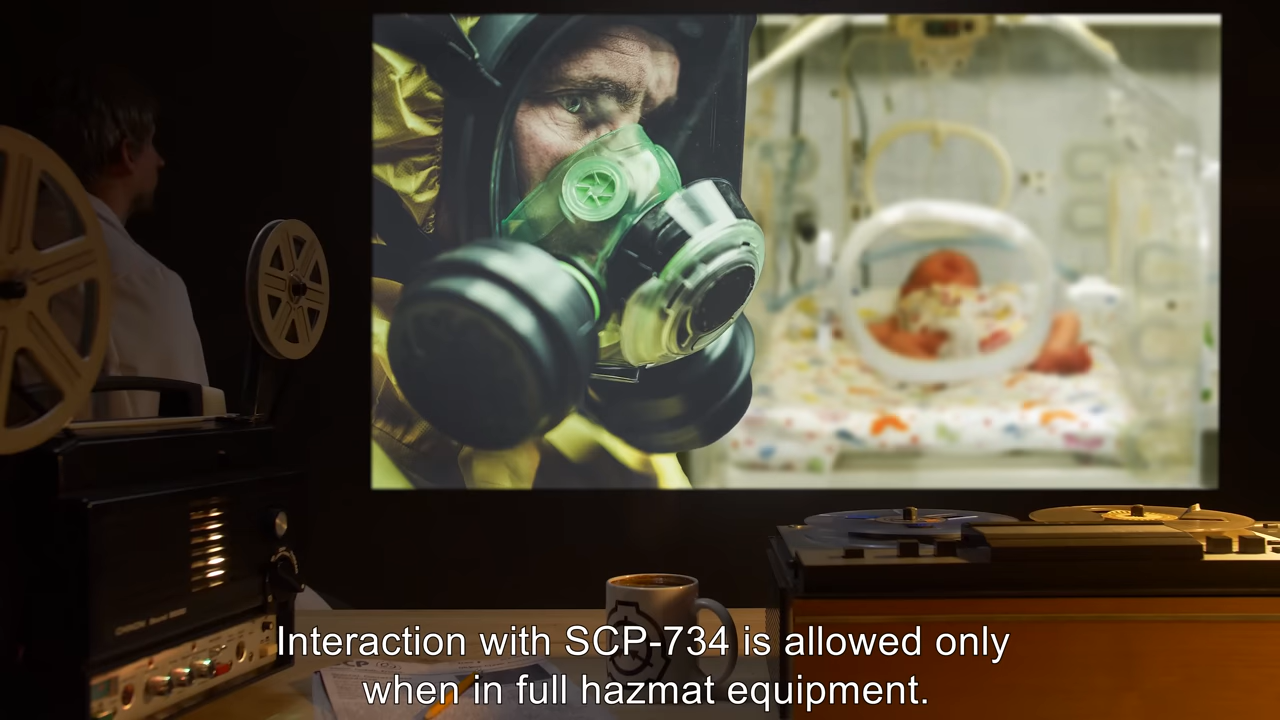 Interaction with SCP-734 is allowed only
when in full hazmat equipment.